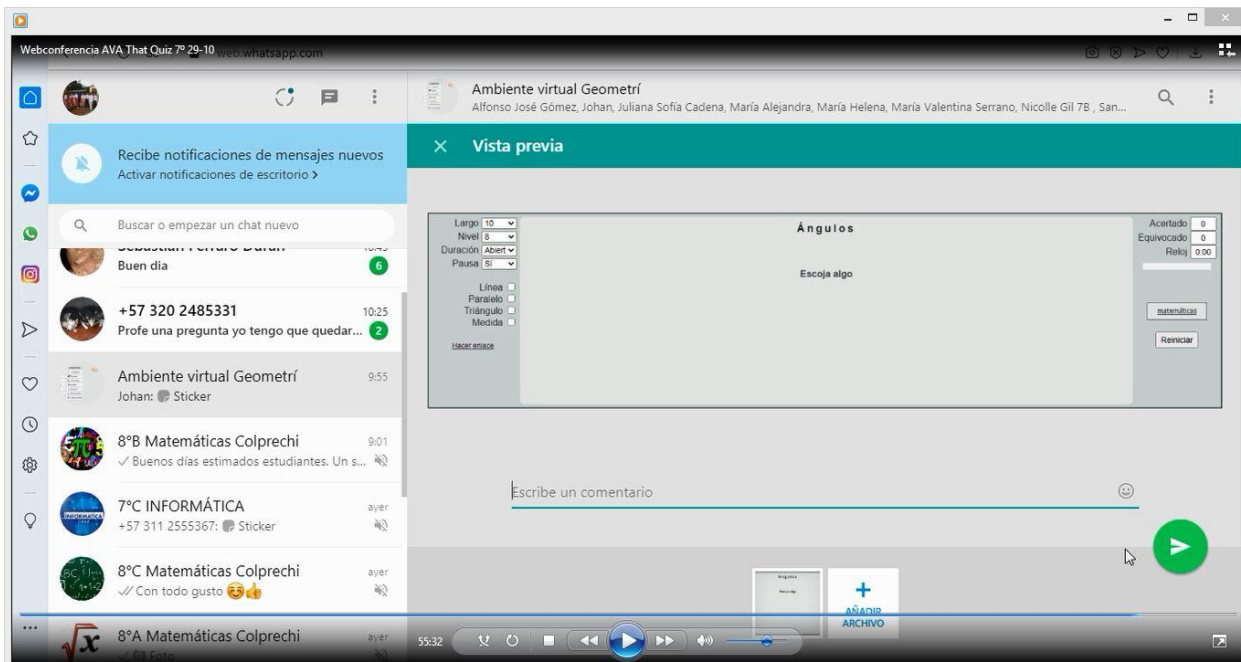 Webconferencia AVA That Quiz 7º 29-10
web.whatsapp.com
Ambiente virtual Geometrí
Alfonso José Gómez, Johan, Juliana Sofía Cadena, María Alejandra, María Helena, María Valentina Serrano, Nicolle Gil 7B , San...
Recibe notificaciones de mensajes nuevos
Activar notificaciones de escritorio >
Buscar o empezar un chat nuevo
Buen dia
6
+57 320 2485331
10:25
Profe una pregunta yo tengo que quedar...
2
Ambiente virtual Geometrí
9:55
Johan: Sticker
8°B Matemáticas Colprechi
9:01
Buenos días estimados estudiantes. Un s...
7°C INFORMÁTICA
ayer
+57 311 2555367: Sticker
8°C Matemáticas Colprechi
ayer
Con todo gusto
8°A Matemáticas Colprechi
ayer
Foto
Vista previa
Largo 10
Nivel 8
Duración Abiert
Pausa Sí
Línea
Paralelo
Triángulo
Medida
Hacer enlace
Ángulos
Escoja algo
Acertado 0
Equivocado 0
Reloj 0:00
matemáticas
Reiniciar
Escribe un comentario
AÑADIR
ARCHIVO
55:32